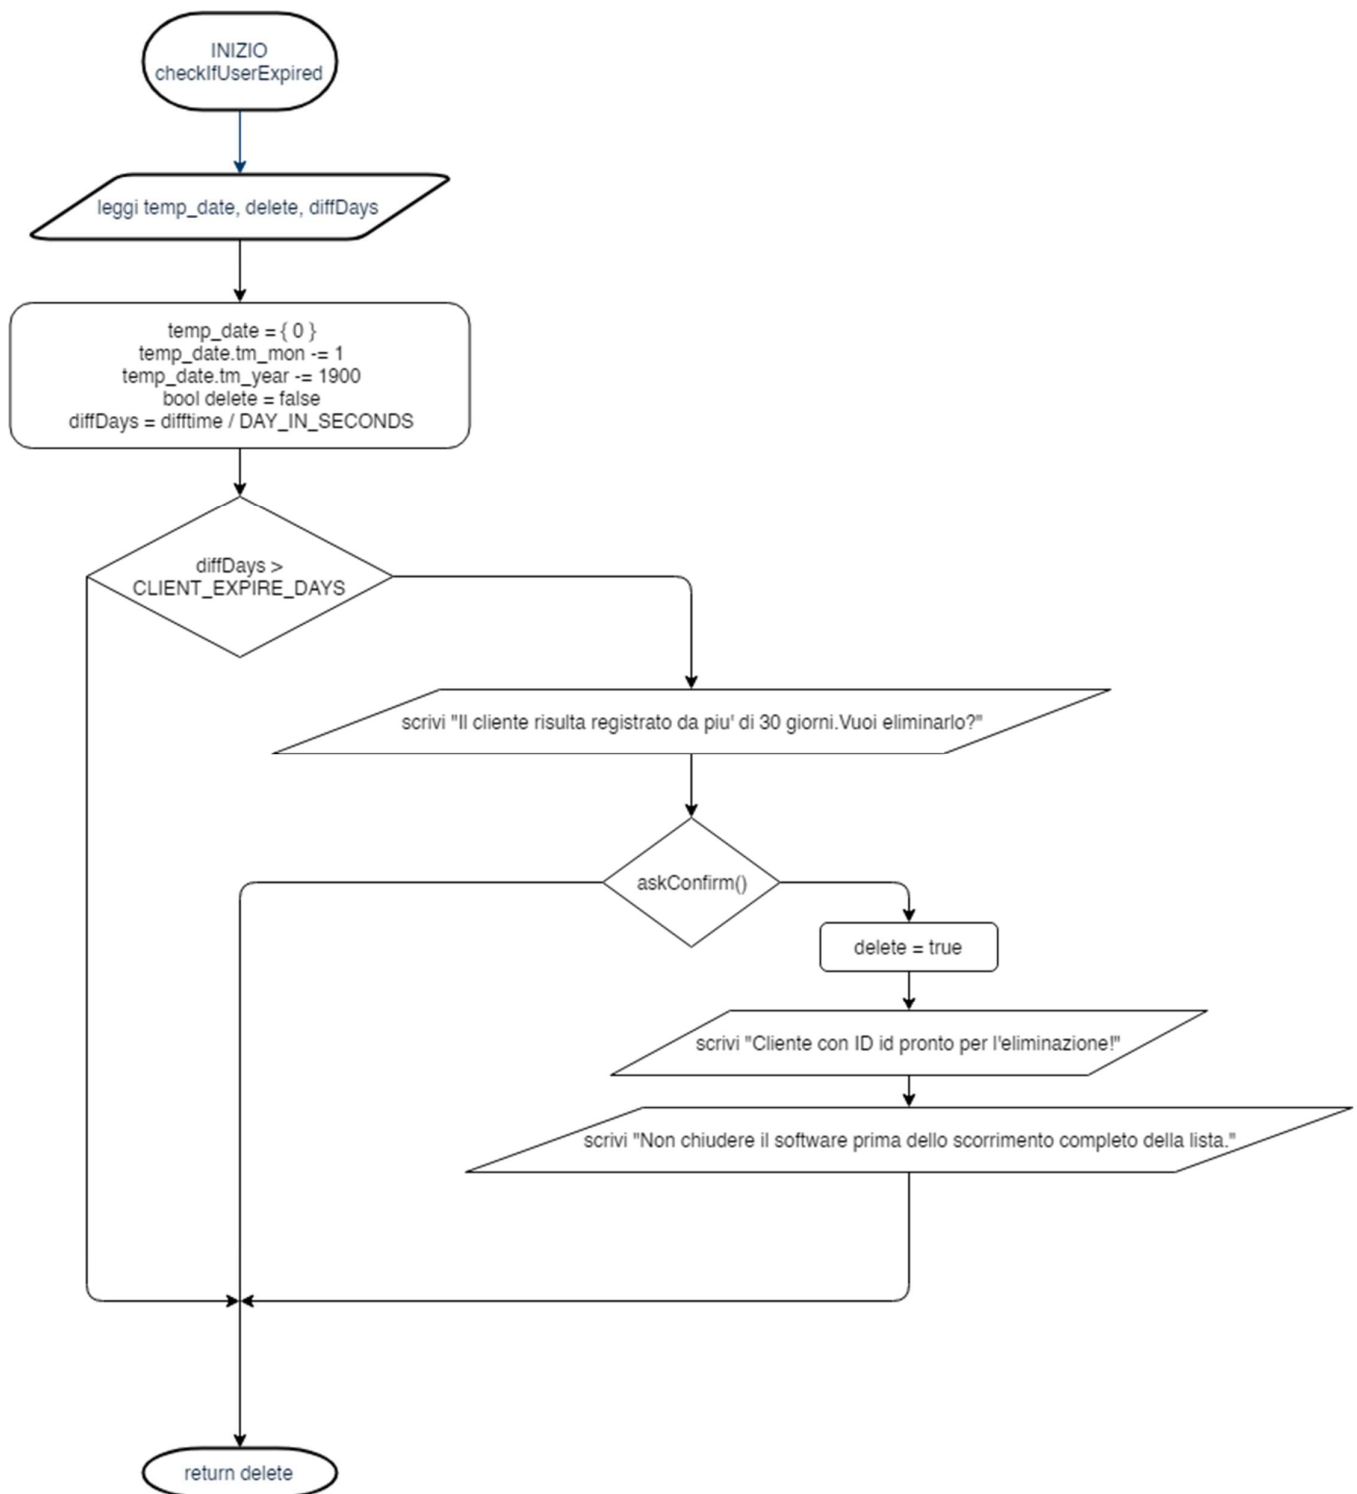 INIZIO
checkIfUserExpired
leggi temp_date, delete, diffDays
temp_date = { 0 }
temp_date.tm_mon -= 1
temp_date.tm_year -= 1900
bool delete = false
diffDays = difftime / DAY_IN_SECONDS
diffDays >
CLIENT_EXPIRE_DAYS
scrivi "Il cliente risulta registrato da piu' di 30 giorni.Vuoi eliminarlo?"
askConfirm()
delete = true
scrivi "Cliente con ID id pronto per l'eliminazione!"
scrivi "Non chiudere il software prima dello scorrimento completo della lista."
return delete